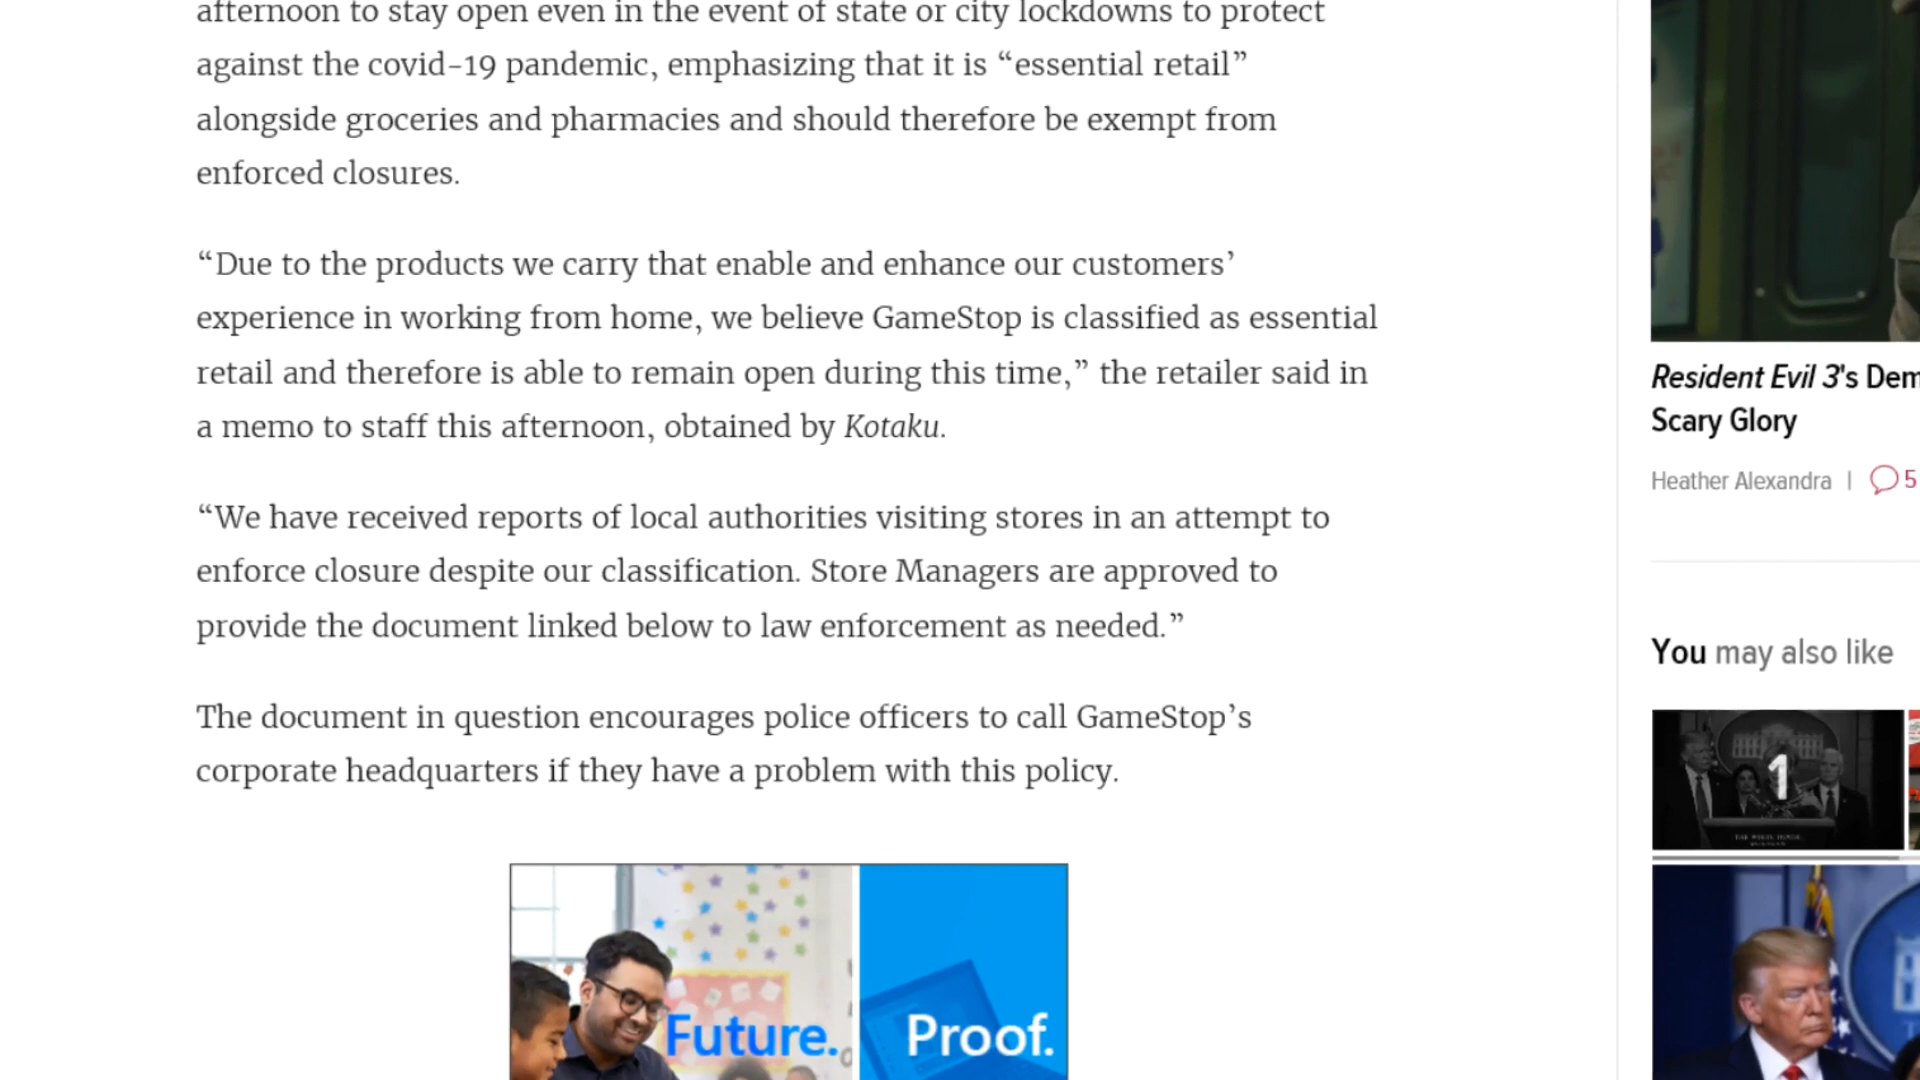 afternoon to stay open even in the event of state or city lockdowns to protect
against the covid-19 pandemic, emphasizing that it is “essential retail”
alongside groceries and pharmacies and should therefore be exempt from
enforced closures.
“Due to the products we carry that enable and enhance our customers’
experience in working from home, we believe GameStop is classified as essential
retail and therefore is able to remain open during this time,” the retailer said in
a memo to staff this afternoon, obtained by Kotaku.
“We have received reports of local authorities visiting stores in an attempt to
enforce closure despite our classification. Store Managers are approved to
provide the document linked below to law enforcement as needed.”
The document in question encourages police officers to call GameStop’s
corporate headquarters if they have a problem with this policy.
Future.
Proof.
Resident Evil 3's Dem
Scary Glory
Heather Alexandra | 5
You may also like
1
THE WHITE HOUSE